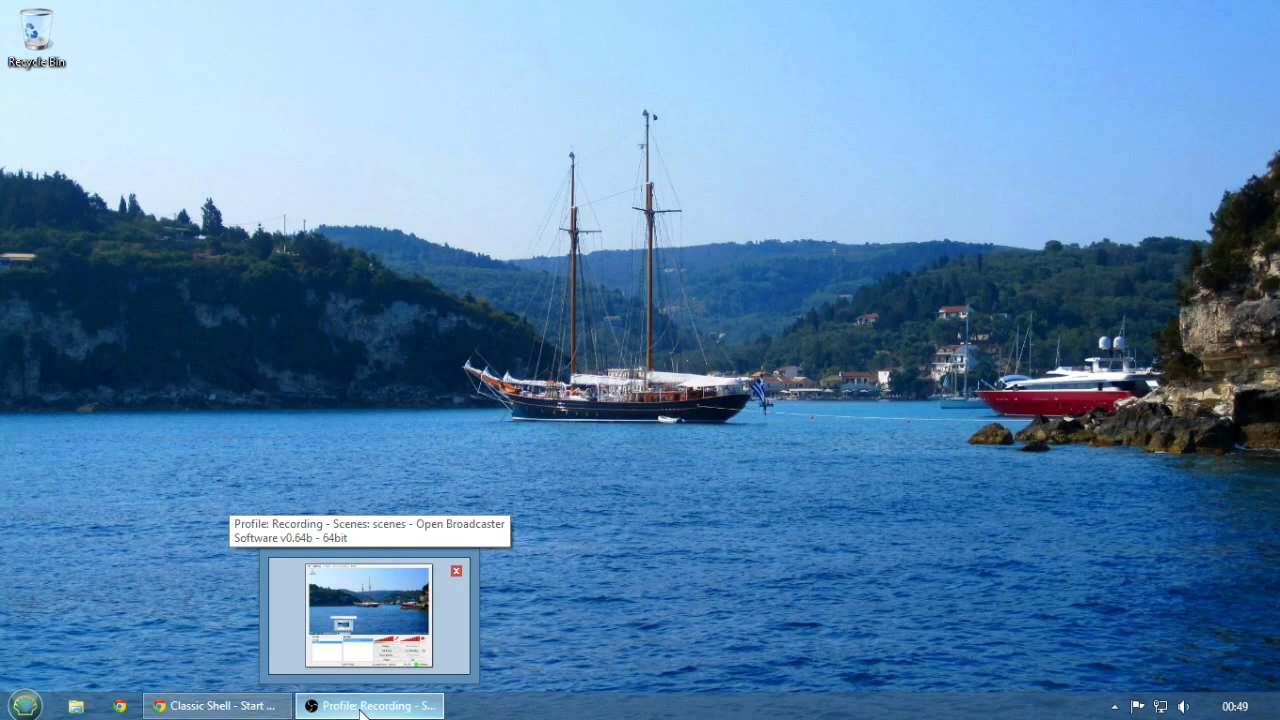 Recycle Bin
Profile: Recording - Scenes: scenes - Open Broadcaster
Software v0.64b - 64bit
Classic Shell - Start ...
Profile: Recording - S...
00:49